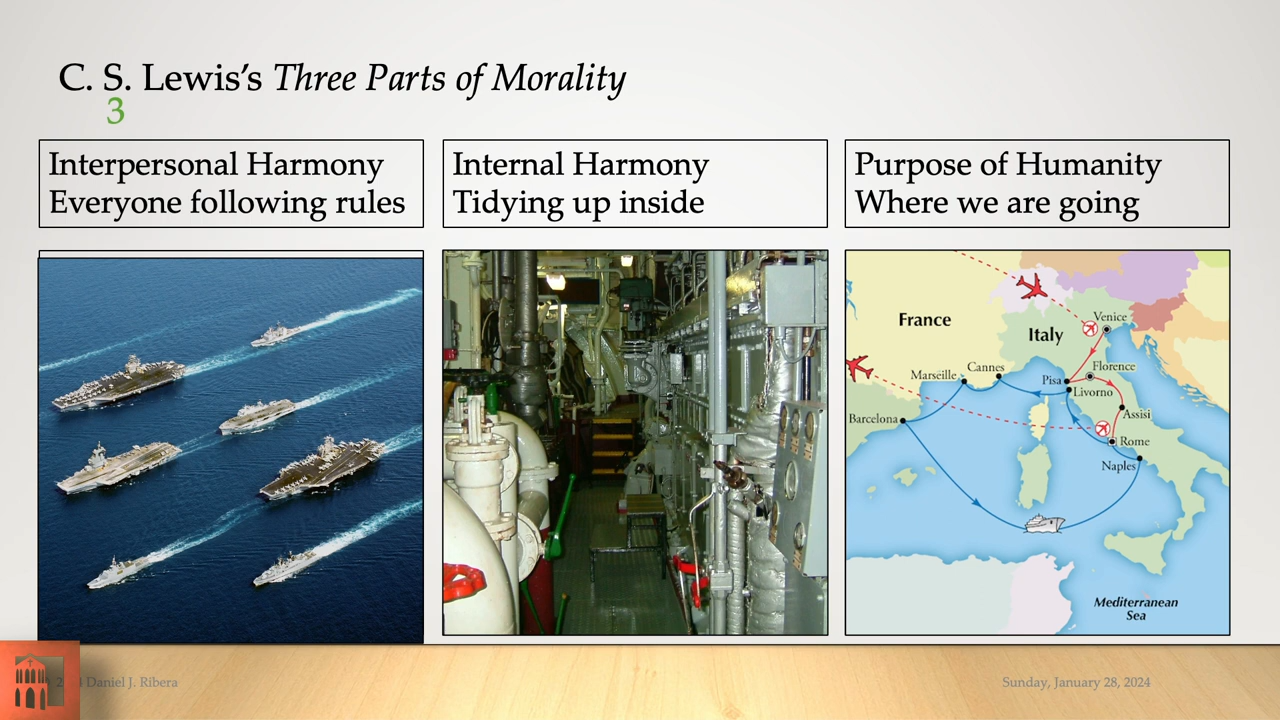 C. S. Lewis's Three Parts of Morality
3
Interpersonal Harmony
Everyone following rules
Internal Harmony
Tidying up inside
Purpose of Humanity
Where we are going
France
Italy
Venice
Florence
Marseille
Cannes
Pisa
Livorno
Barcelona
Assisi
Rome
Naples
Mediterranean
Sea
Daniel J. Ribera
Sunday, January 28, 2024